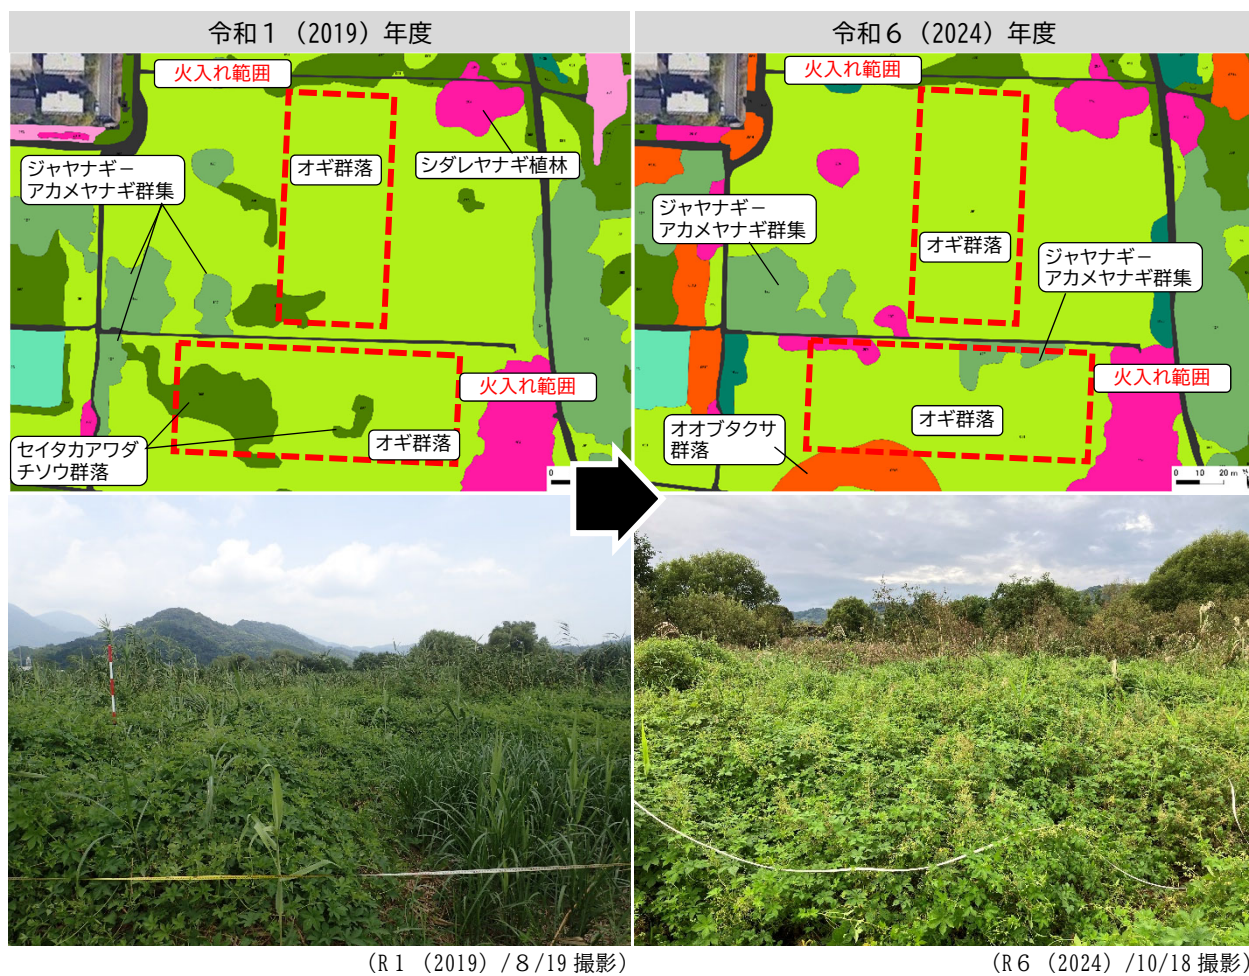 令和１（2019）年度
令和６（2024）年度
火入れ範囲
オギ群落
シダレヤナギ植林
ジャヤナギー
アカメヤナギ群集
火入れ範囲
セイタカアワダ
チソウ群落
オギ群落
0
火入れ範囲
ジャヤナギー
アカメヤナギ群集
オギ群落
ジャヤナギー
アカメヤナギ群集
火入れ範囲
オギ群落
オオブタクサ
群落
0 10 20 m
（R１（2019）/８/19 撮影）
（R６（2024）/10/18 撮影）